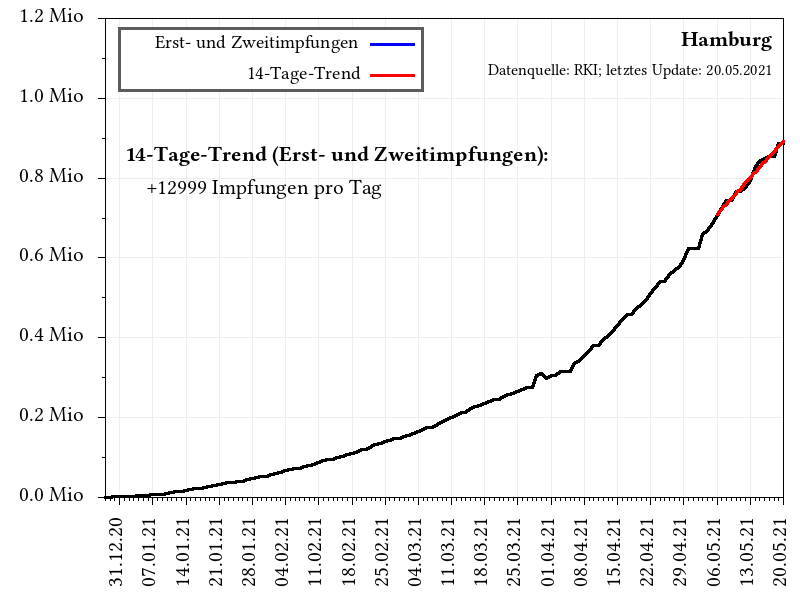 1.2 Mio
1.0 Mio
0.8 Mio
0.6 Mio
0.4 Mio
0.2 Mio
0.0 Mio
Erst- und Zweitimpfungen
14-Tage-Trend
Hamburg
Datenquelle: RKI; letztes Update: 20.05.2021
14-Tage-Trend (Erst- und Zweitimpfungen):
+12999 Impfungen pro Tag
31.12.20
07.01.21
14.01.21
21.01.21
28.01.21
04.02.21
11.02.21
18.02.21
25.02.21
04.03.21
11.03.21
18.03.21
25.03.21
01.04.21
08.04.21
15.04.21
22.04.21
29.04.21
06.05.21
13.05.21
20.05.21